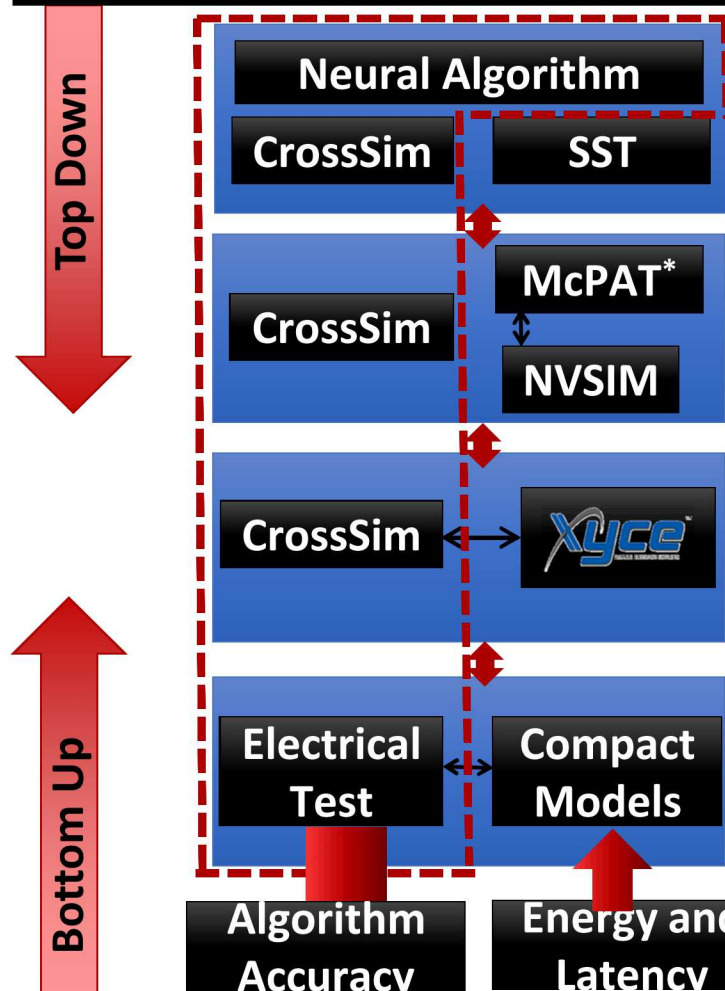 Top Down
Neural Algorithm
CrossSim
SST
CrossSim
McPAT*
NVSIM
CrossSim
Xyce
Electrical
Test
Compact
Models
Bottom Up
Algorithm
Accuracy
Energy and
Latency